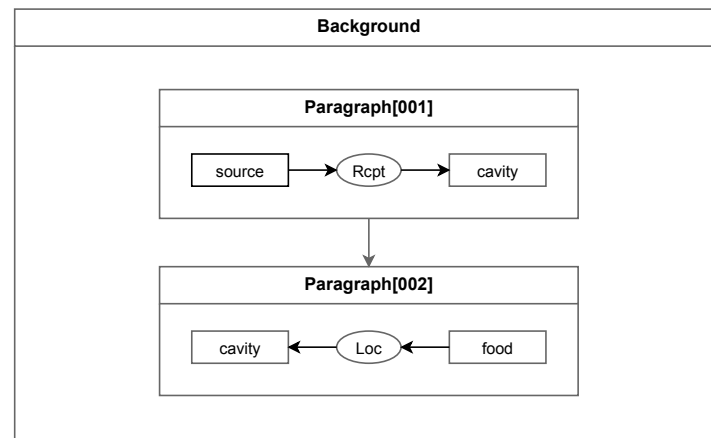 Background
Paragraph[001]
source Rcpt cavity
Paragraph[002]
cavity Loc food